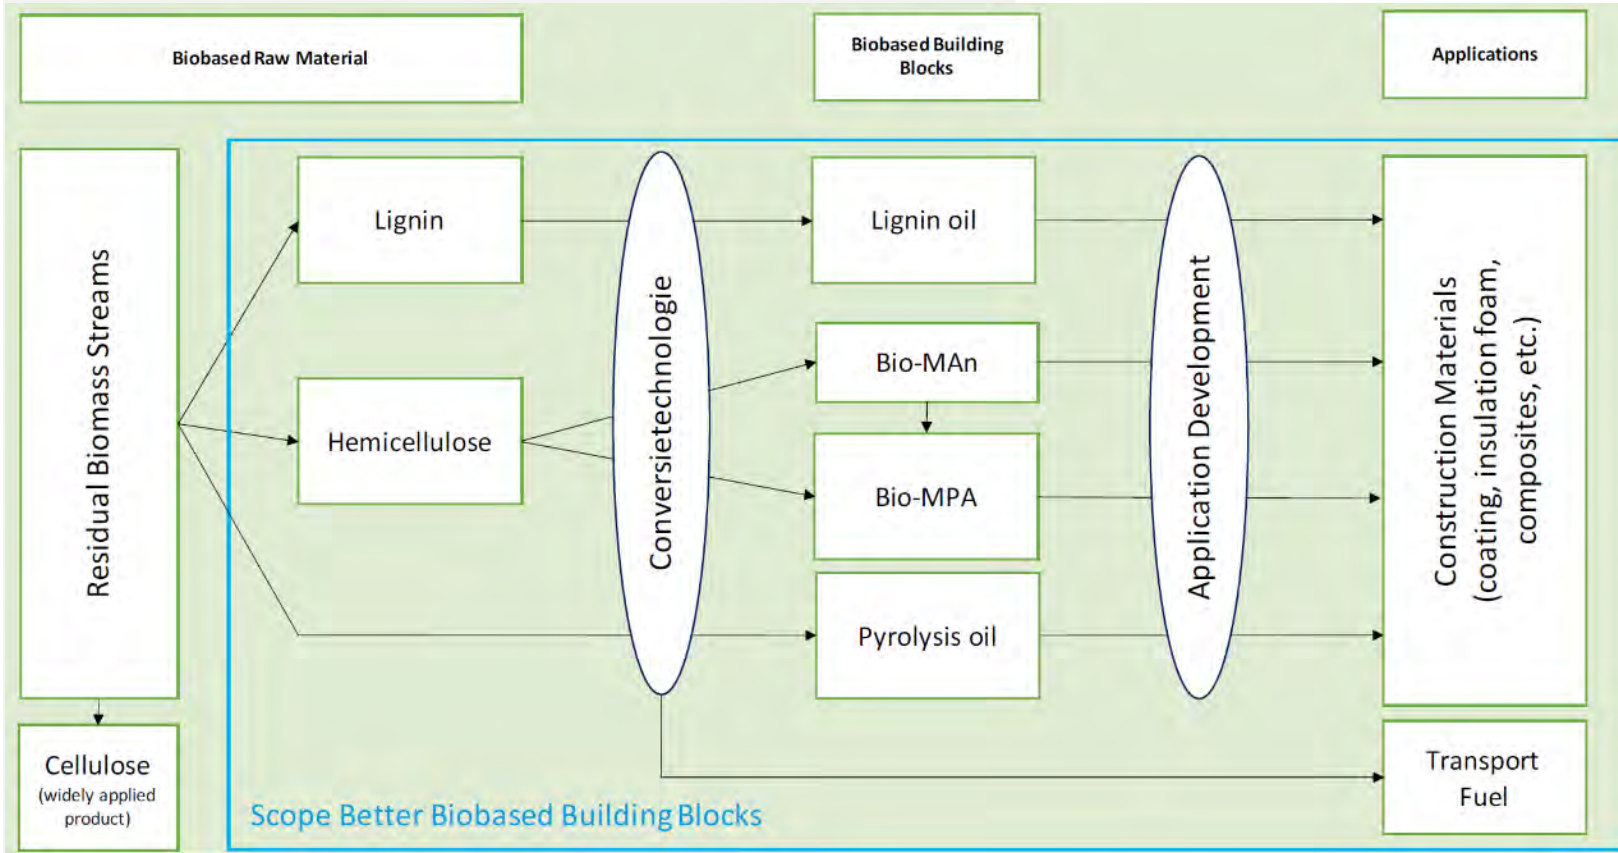 Biobased Raw Material
Biobased Building
Blocks
Applications
Residual Biomass Streams
Lignin
Conversietechnologie
Lignin oil
Application Development
Construction Materials
(coating, insulation foam,
composites, etc.)
Bio-MAn
Hemicellulose
Bio-MPA
Pyrolysis oil
Cellulose
(widely applied
product)
Transport
Fuel
Scope Better Biobased Building Blocks